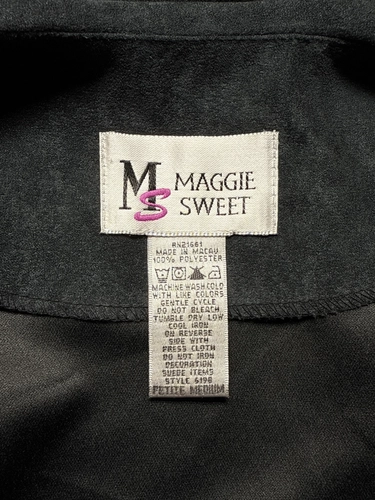 MS MAGGIE
SWEET
RN21661
MADE IN MACAU
100% POLYESTER
MACHINE WASH COLD
WITH LIKE COLORS
GENTLE CYCLE
DO NOT BLEACH
TUMBLE DRY LOW
COOL IRON
ON REVERSE
SIDE WITH
PRESS CLOTH
DO NOT IRON
DECORATION
SUEDE ITEMS
STYLE 6198
PETITE MEDIUM